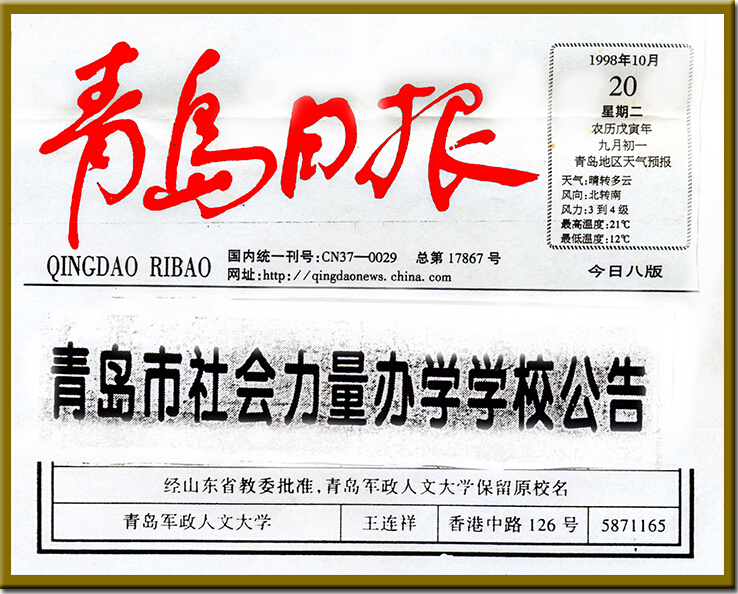 青岛日报
1998年10月
20
星期二
农历戊寅年
九月初一
青岛地区天气预报
天气:晴转多云
风向:北转南
风力:3到4级
最高温度:21℃
最低温度:12℃
QINGDAO RIBAO
国内统一刊号:CN37—0029 总第17867号
网址:http://qingdaonews.china.com
今日八版
青岛市社会力量办学学校公告
经山东省教委批准,青岛军政人文大学保留原校名
青岛军政人文大学 王连祥 香港中路126号 5871165